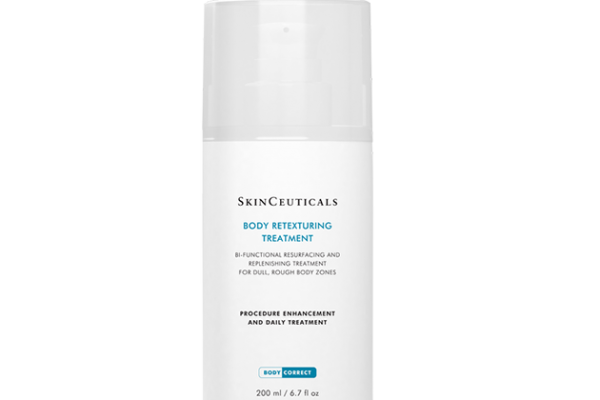 SKINCEUTICALS
BODY RETEXTURING
TREATMENT
BI-FUNCTIONAL RESURFACING AND
REPLENISHING TREATMENT
FOR DULL, ROUGH BODY ZONES
PROCEDURE ENHANCEMENT
AND DAILY TREATMENT
BODY CORRECT
200 ml / 6.7 fl oz